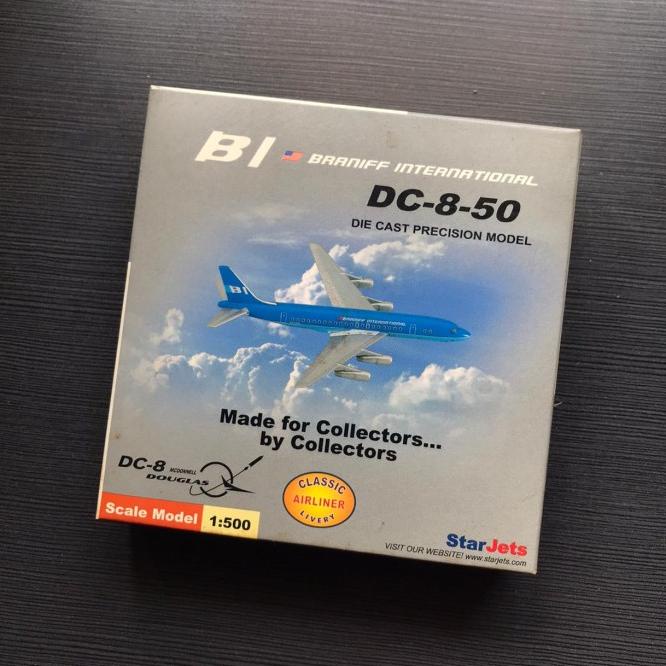 BI BRANIFF INTERNATIONAL
DC-8-50
DIE CAST PRECISION MODEL
BI
BRANIFF INTERNATIONAL
Made for Collectors...
by Collectors
DC-8 MCDONNELL
DOUGLAS
CLASSIC
AIRLINER
LIVERY
Scale Model 1:500
StarJets
VISIT OUR WEBSITE! www.starjets.com